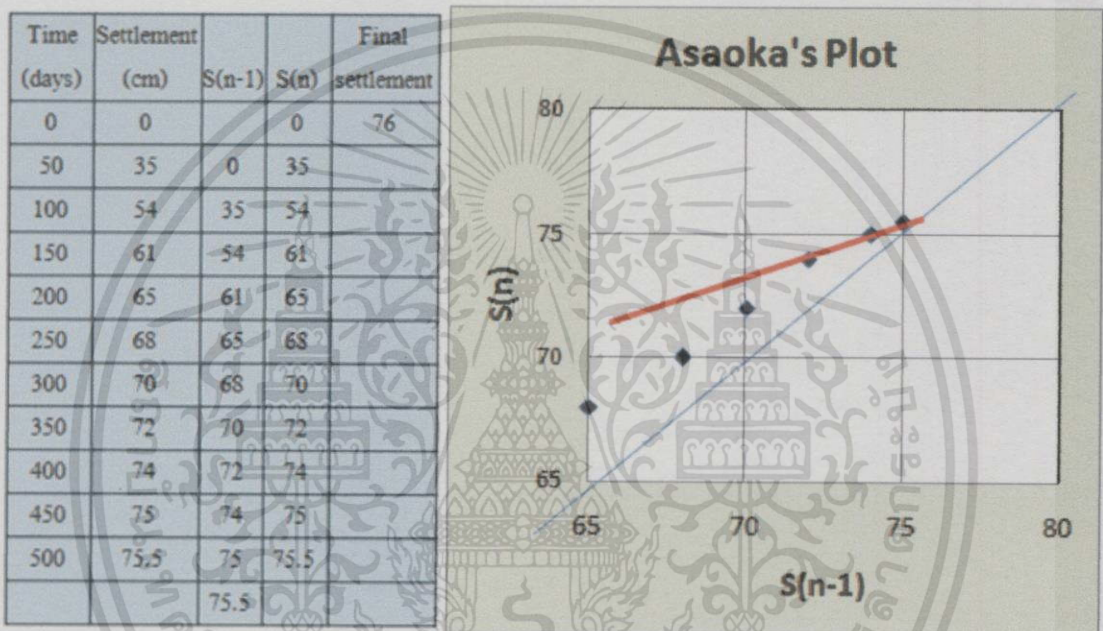 Time Settlement Final
(days) (cm) S(n-1) S(n) settlement
0 0 0 76
50 35 0 35
100 54 35 54
150 61 54 61
200 65 61 65
250 68 65 68
300 70 68 70
350 72 70 72
400 74 72 74
450 75 74 75
500 75.5 75 75.5
75.5
Asaoka's Plot
80
75
70
65
S(n)
65 70 75 80
S(n-1)